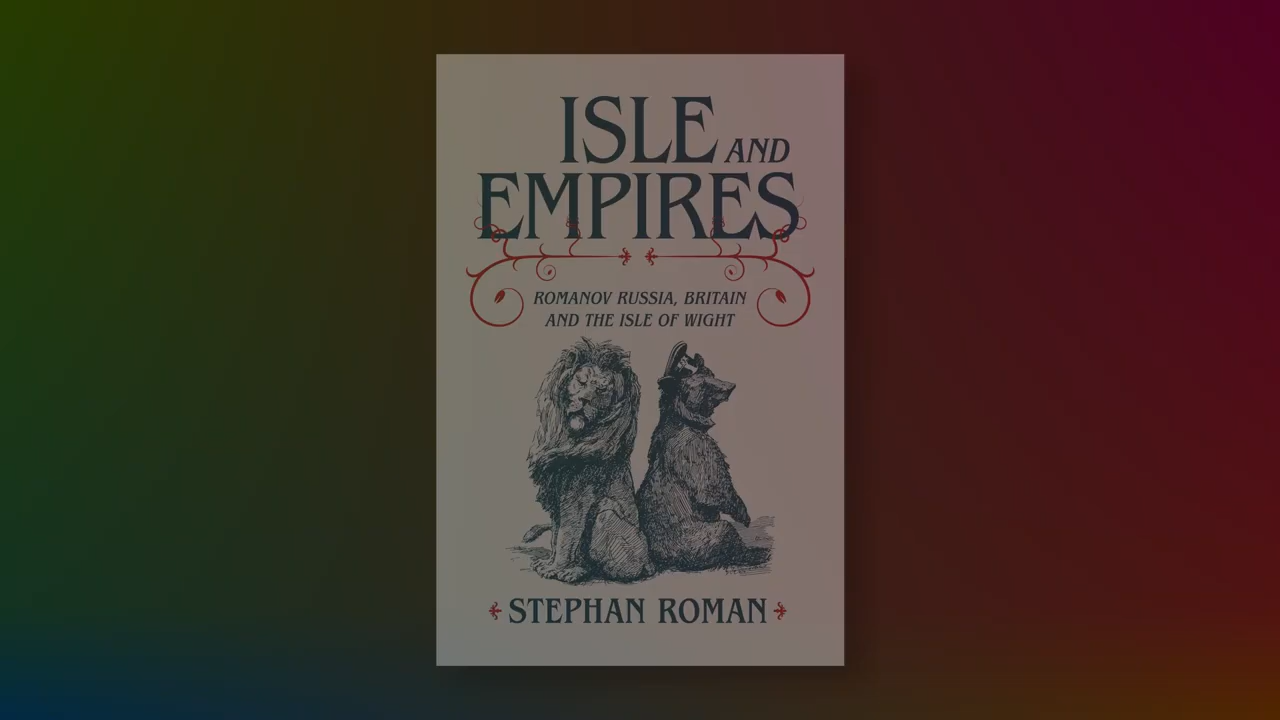 ISLE AND
EMPIRES
ROMANOV RUSSIA, BRITAIN
AND THE ISLE OF WIGHT
STEPHAN ROMAN